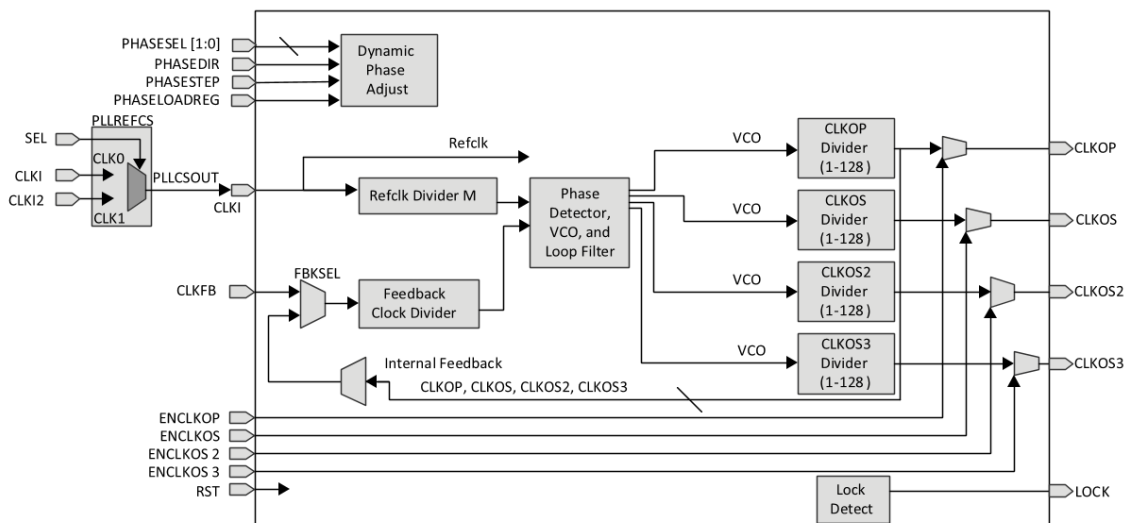 PHASESEL [1:0]
PHASEDIR
PHASESTEP
PHASELOADREG
Dynamic
Phase
Adjust
PLLREFCS
SEL
CLK0
CLKI
CLKI2
CLK1
PLLCSOUT
CLKI
Refclk
Refclk Divider M
Phase
Detector,
VCO, and
Loop Filter
VCO
CLKOP
Divider
(1-128)
CLKOP
VCO
CLKOS
Divider
(1-128)
CLKOS
FBKSEL
CLKFB
Feedback
Clock Divider
VCO
CLKOS2
Divider
(1-128)
CLKOS2
VCO
CLKOS3
Divider
(1-128)
CLKOS3
Internal Feedback
CLKOP, CLKOS, CLKOS2, CLKOS3
ENCLKOP
ENCLKOS
ENCLKOS 2
ENCLKOS 3
RST
Lock
Detect
LOCK